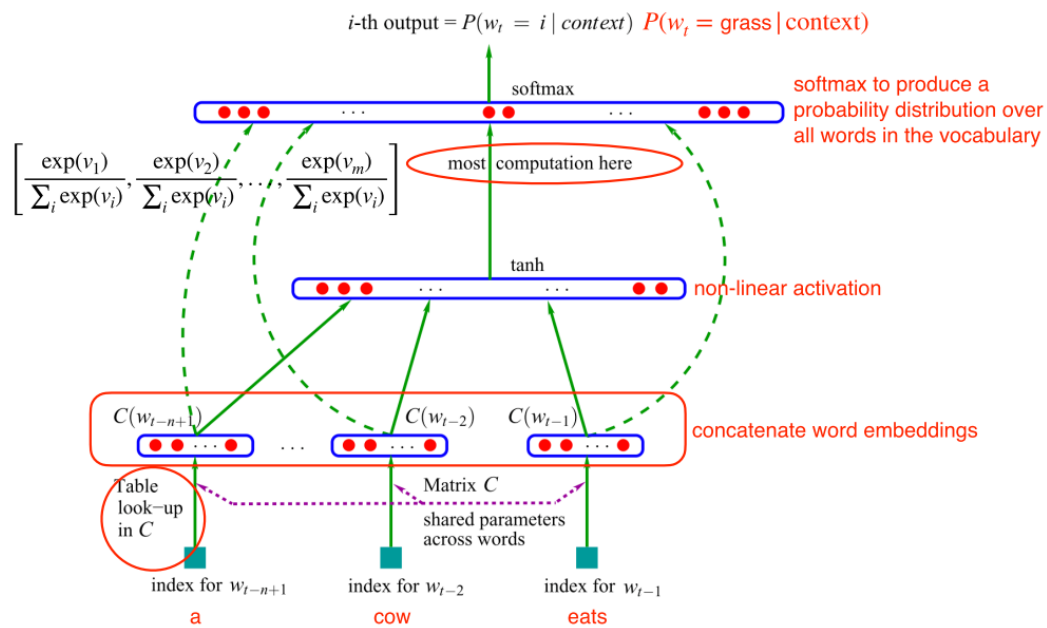 i-th output = P(w_t = i | context) P(w_t = grass | context)
softmax
softmax to produce a
probability distribution over
all words in the vocabulary
. . .
. . .
[ exp(v_1) / ∑_i exp(v_i) , exp(v_2) / ∑_i exp(v_i) , . . . , exp(v_m) / ∑_i exp(v_i) ]
most computation here
tanh
. . .
. . .
non-linear activation
C(w_{t−n+1})
C(w_{t−2})
C(w_{t−1})
concatenate word embeddings
. . .
. . .
. . .
. . .
Table
look−up
in C
Matrix C
shared parameters
across words
index for w_{t−n+1}
index for w_{t−2}
index for w_{t−1}
a
cow
eats